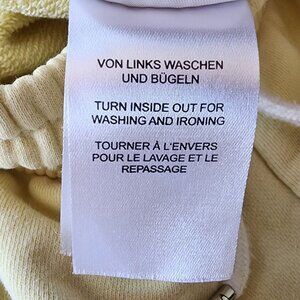 VON LINKS WASCHEN
UND BÜGELN
TURN INSIDE OUT FOR
WASHING AND IRONING
TOURNER À L'ENVERS
POUR LE LAVAGE ET LE
REPASSAGE